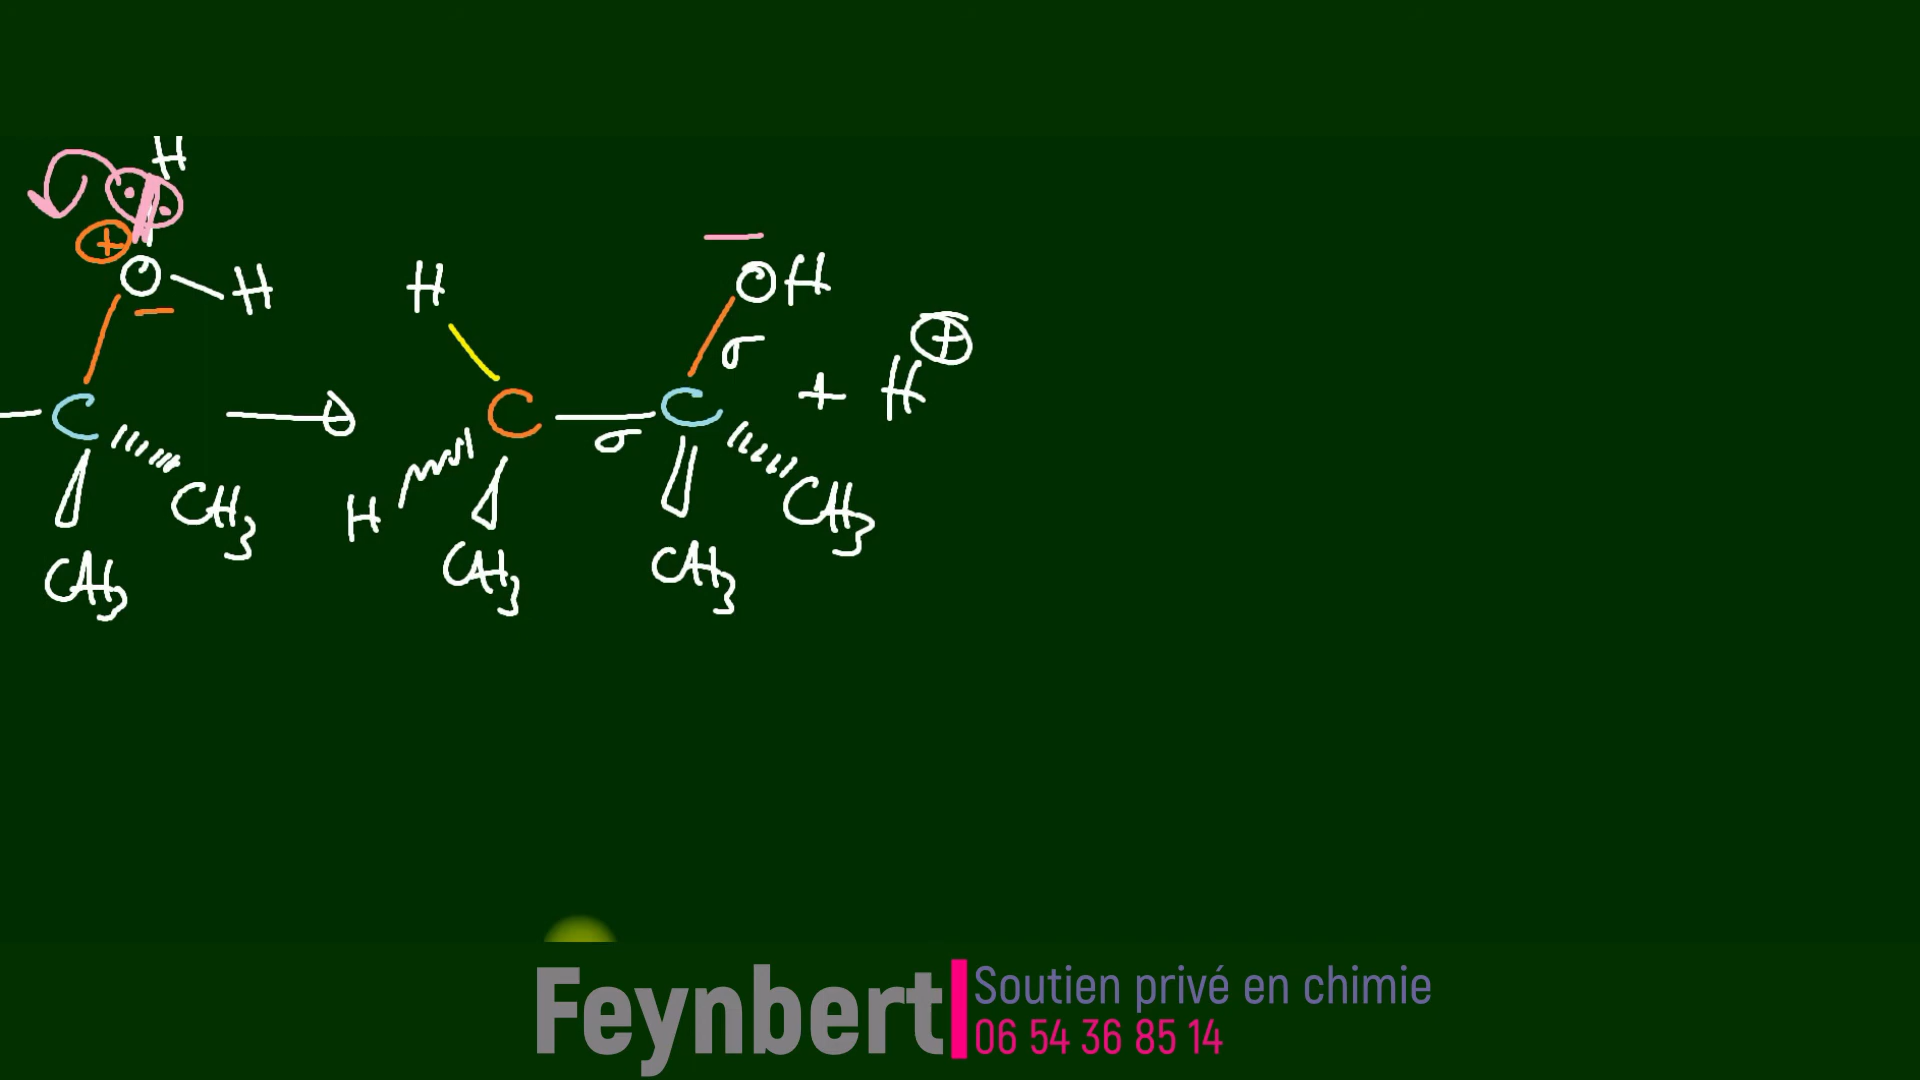 H
⊕
O H
H
OH
σ
⊕
C
C
σ
C
+ H
CH3
H
CH3
CH3
CH3
CH3
Feynbert
Soutien privé en chimie
06 54 36 85 14